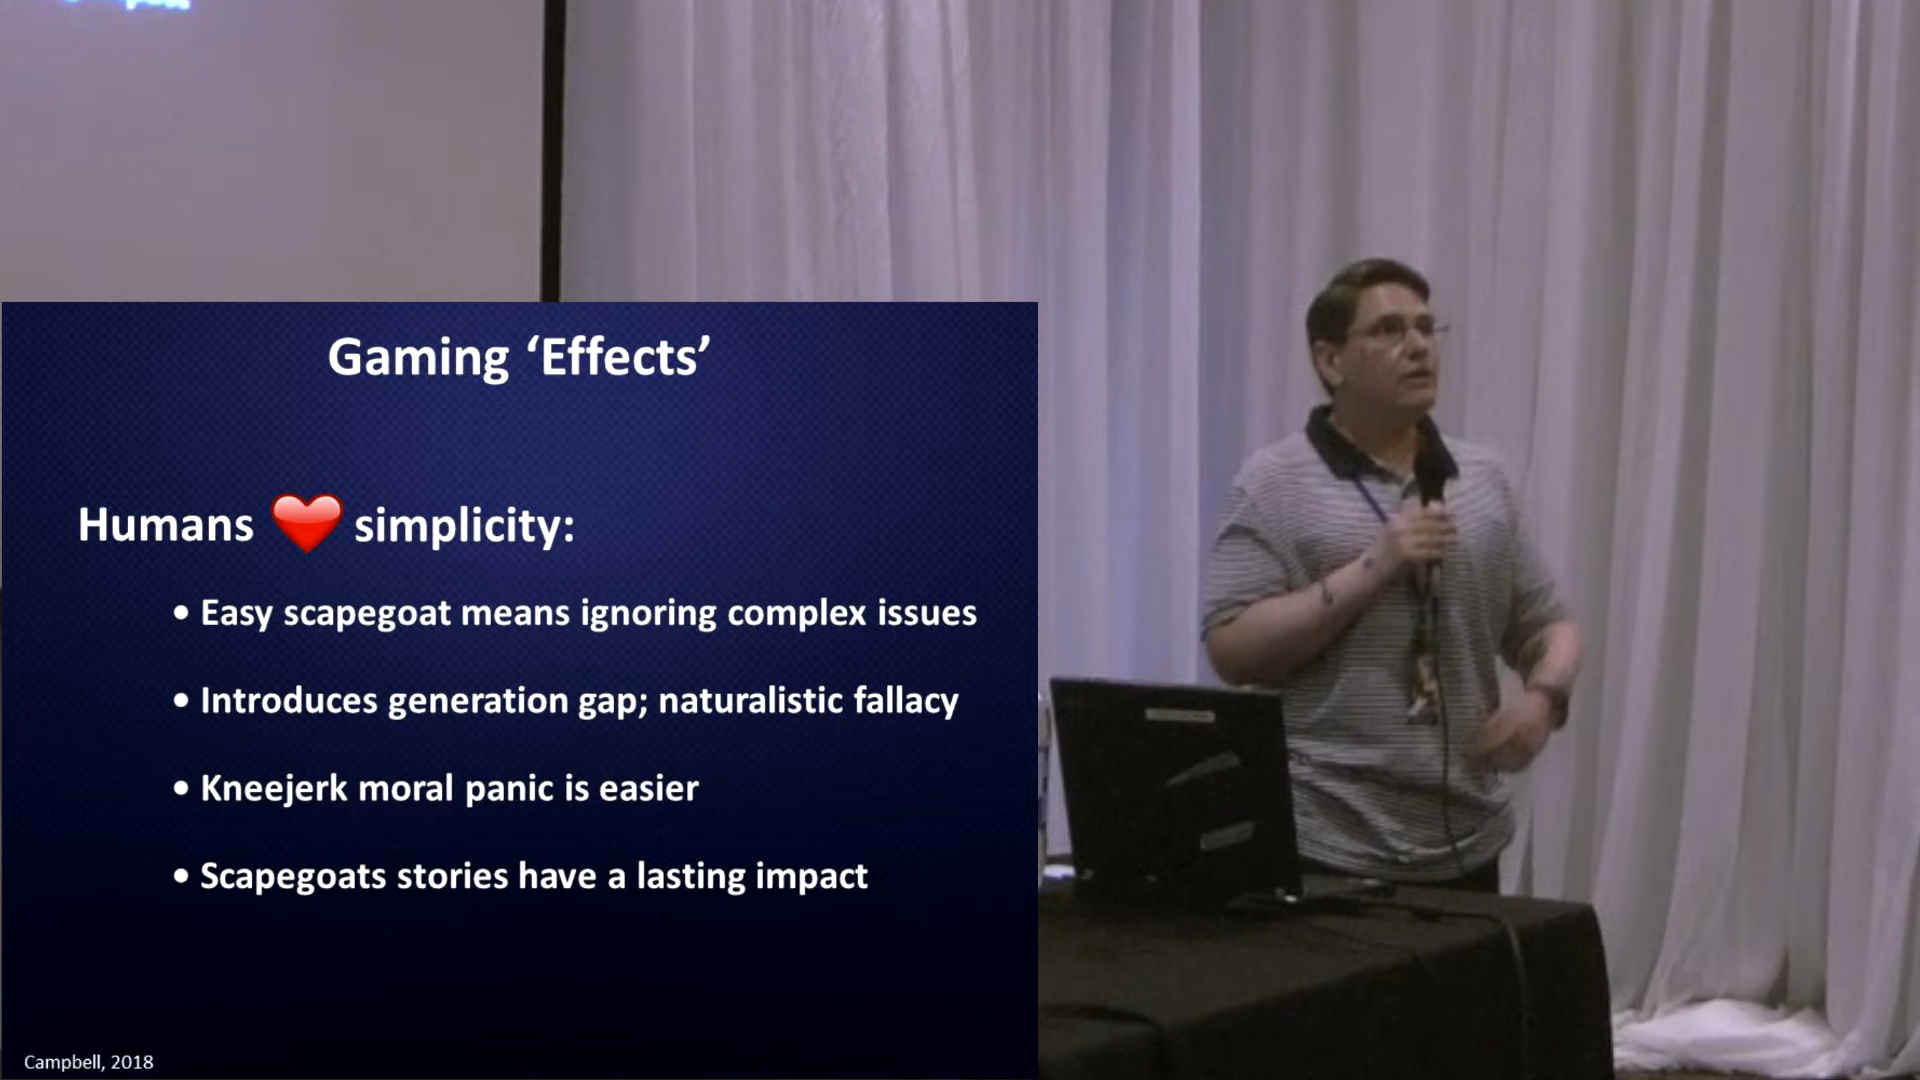 Gaming ‘Effects’
Humans ❤ simplicity:
• Easy scapegoat means ignoring complex issues
• Introduces generation gap; naturalistic fallacy
• Kneejerk moral panic is easier
• Scapegoats stories have a lasting impact
Campbell, 2018